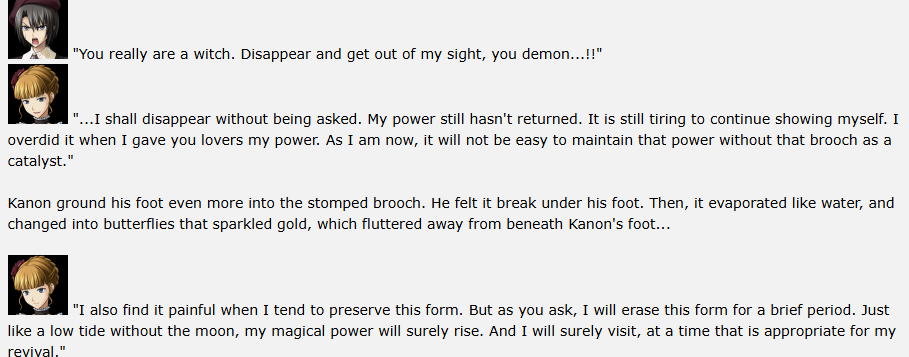 "You really are a witch. Disappear and get out of my sight, you demon...!!"
"...I shall disappear without being asked. My power still hasn't returned. It is still tiring to continue showing myself. I
overdid it when I gave you lovers my power. As I am now, it will not be easy to maintain that power without that brooch as a
catalyst."
Kanon ground his foot even more into the stomped brooch. He felt it break under his foot. Then, it evaporated like water, and
changed into butterflies that sparkled gold, which fluttered away from beneath Kanon's foot...
"I also find it painful when I tend to preserve this form. But as you ask, I will erase this form for a brief period. Just
like a low tide without the moon, my magical power will surely rise. And I will surely visit, at a time that is appropriate for my
revival."